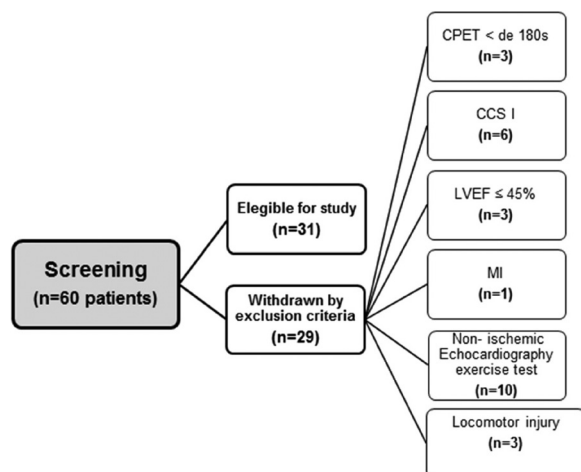 Screening
(n=60 patients)
Elegible for study
(n=31)
Withdrawn by
exclusion criteria
(n=29)
CPET < de 180s
(n=3)
CCS I
(n=6)
LVEF ≤ 45%
(n=3)
MI
(n=1)
Non- ischemic
Echocardiography
exercise test
(n=10)
Locomotor injury
(n=3)